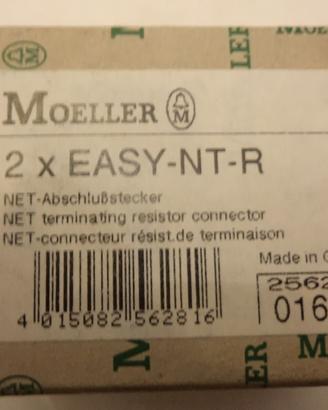 MOELLER
2 x EASY-NT-R
NET-Abschlußstecker
NET terminating resistor connector
NET-connecteur résist.de terminaison
Made in
2562
016
4 015082 562816